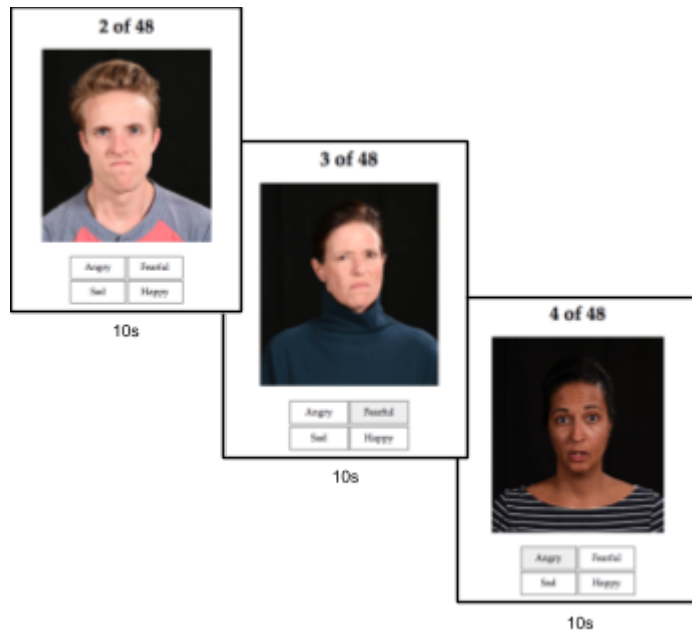 2 of 48
Angry Fearful
Sad Happy
10s
3 of 48
Angry Fearful
Sad Happy
10s
4 of 48
Angry Fearful
Sad Happy
10s